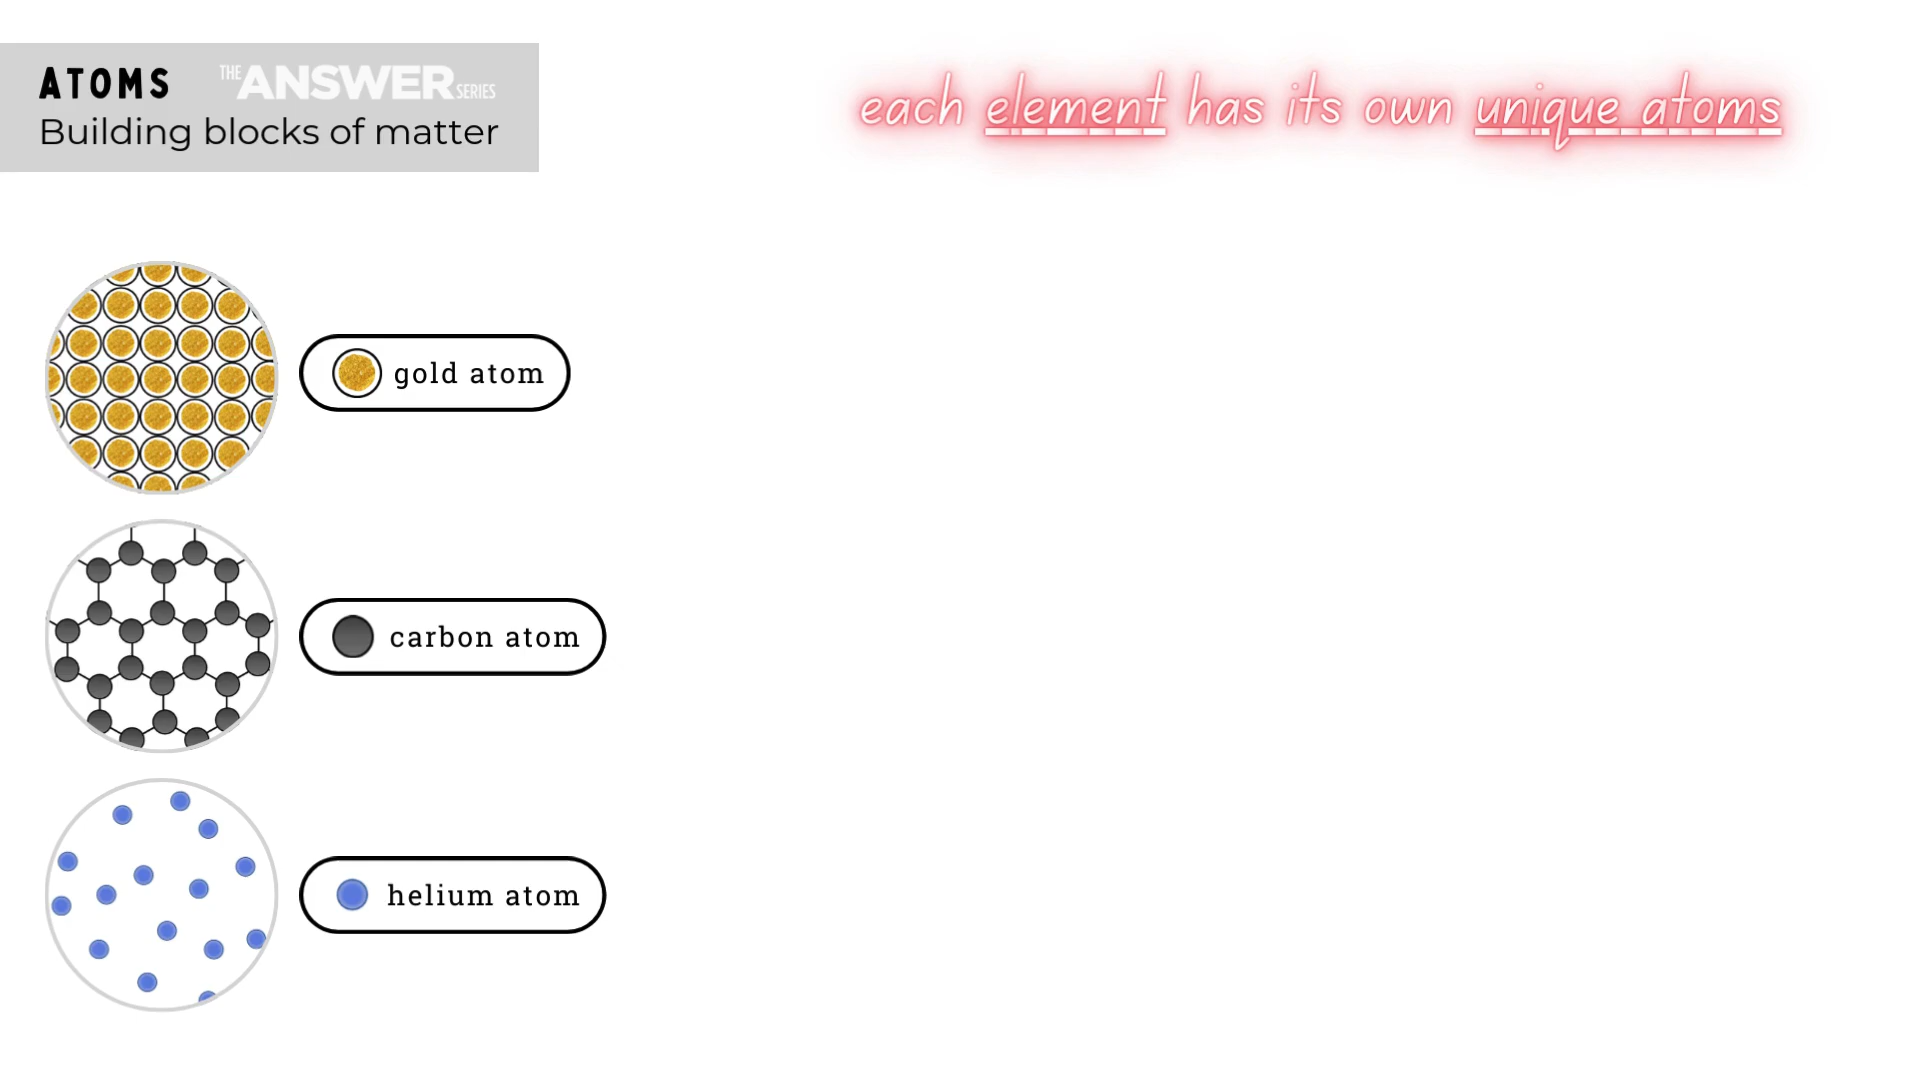 ATOMS THE ANSWER SERIES
Building blocks of matter
each element has its own unique atoms
gold atom
carbon atom
helium atom